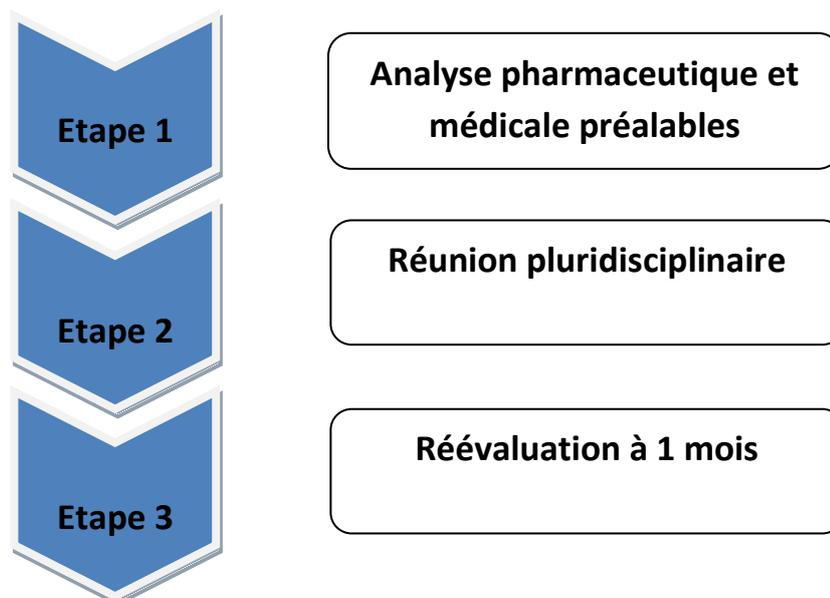 Etape 1
Analyse pharmaceutique et
médicale préalables
Etape 2
Réunion pluridisciplinaire
Etape 3
Réévaluation à 1 mois